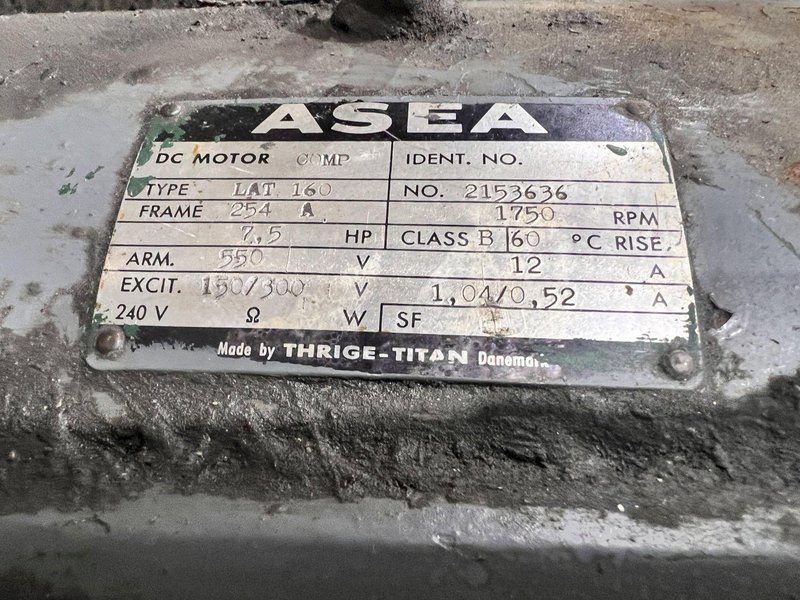 ASEA
DC MOTOR COMP IDENT. NO.
TYPE LAT 160 NO. 2153636
FRAME 254 A 1750 RPM
7,5 HP CLASS B 60 °C RISE
ARM. 550 V 12 A
EXCIT. 150/300 V 1,04/0,52 A
240 V Ω W SF
Made by THRIGE-TITAN